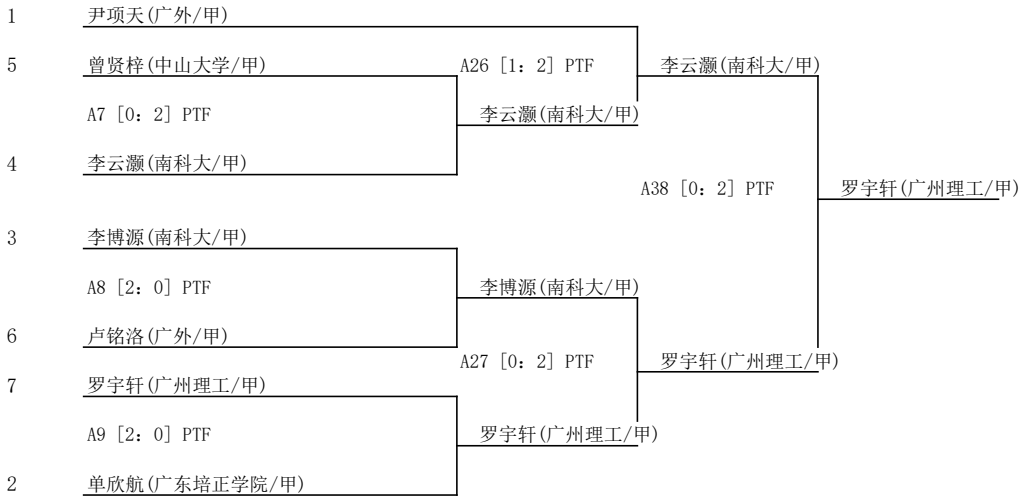 1 尹项天(广外/甲)
5 曾贤梓(中山大学/甲) A26 [1: 2] PTF 李云灏(南科大/甲)
A7 [0: 2] PTF 李云灏(南科大/甲)
4 李云灏(南科大/甲)
A38 [0: 2] PTF 罗宇轩(广州理工/甲)
3 李博源(南科大/甲)
A8 [2: 0] PTF 李博源(南科大/甲)
6 卢铭洛(广外/甲)
A27 [0: 2] PTF 罗宇轩(广州理工/甲)
7 罗宇轩(广州理工/甲)
A9 [2: 0] PTF 罗宇轩(广州理工/甲)
2 单欣航(广东培正学院/甲)